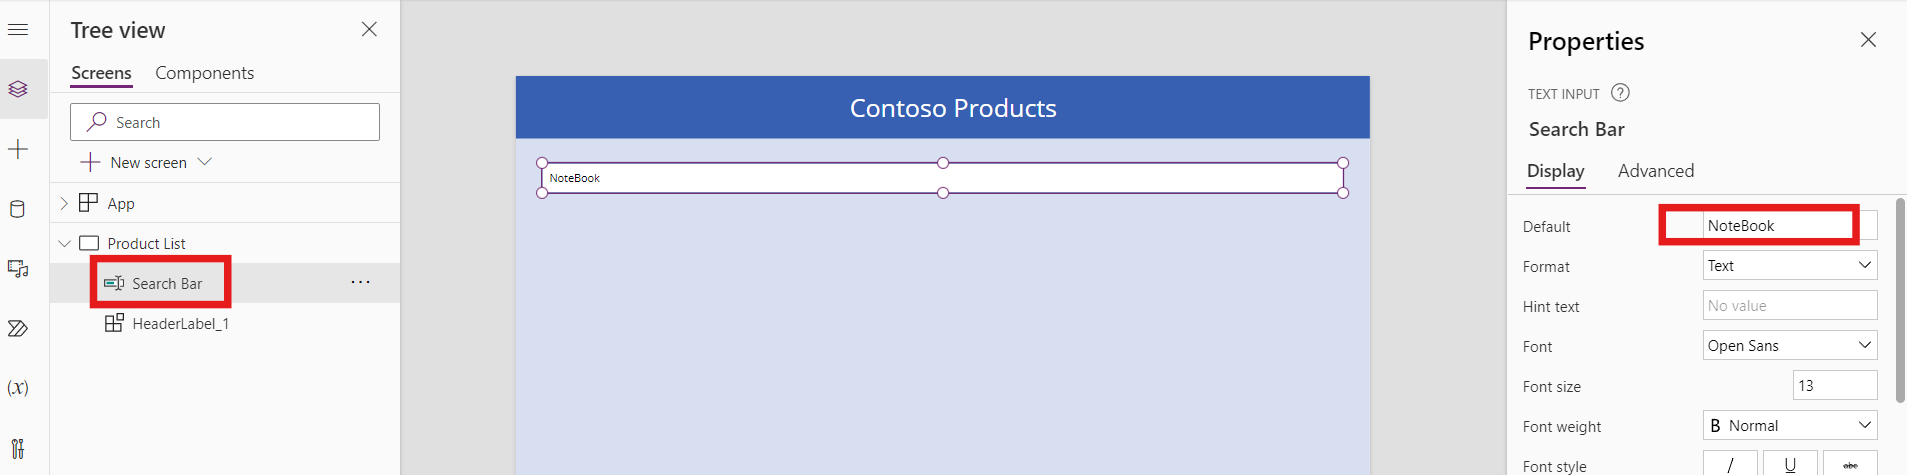 Tree view
Screens Components
Search
New screen
App
Product List
Search Bar
HeaderLabel_1
(x)
Contoso Products
NoteBook
Properties
TEXT INPUT ?
Search Bar
Display Advanced
Default NoteBook
Format Text
Hint text No value
Font Open Sans
Font size 13
Font weight B Normal
Font style / U abc